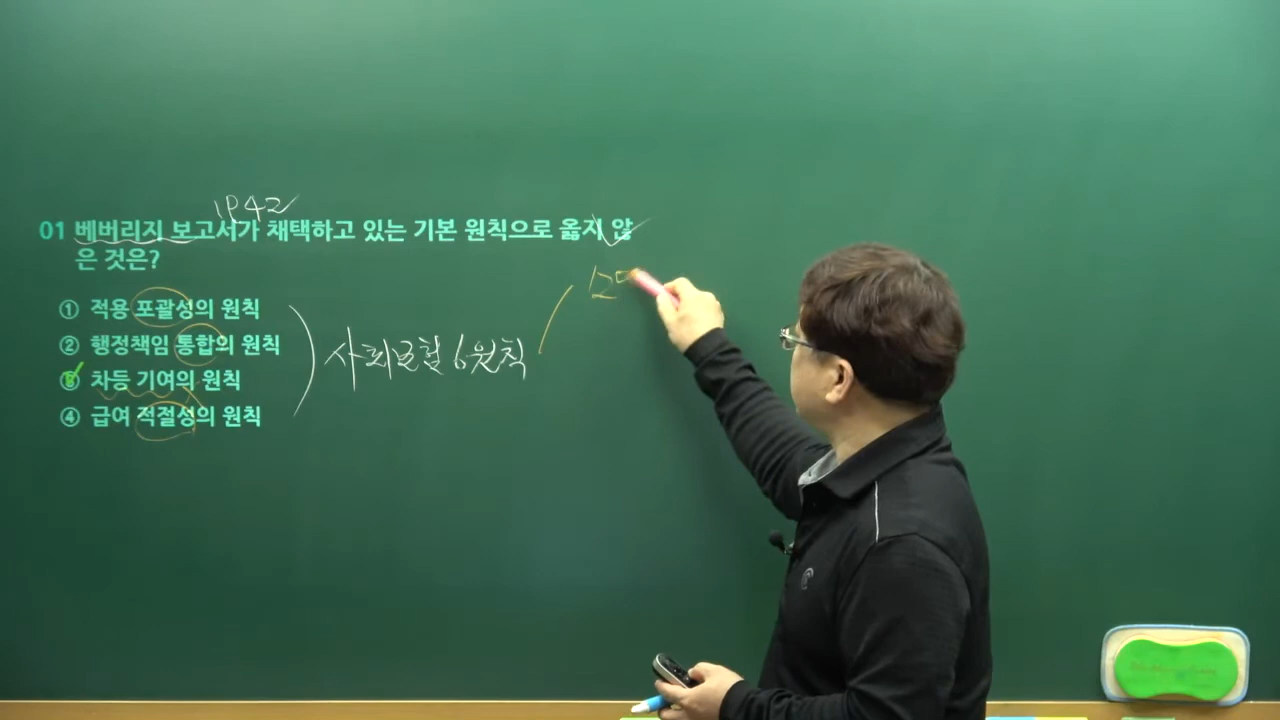 1942
01 베버리지 보고서가 채택하고 있는 기본 원칙으로 옳지 않
은 것은?
① 적용 포괄성의 원칙
② 행정책임 통합의 원칙
③ 차등 기여의 원칙
④ 급여 적절성의 원칙
사회보험 6원칙